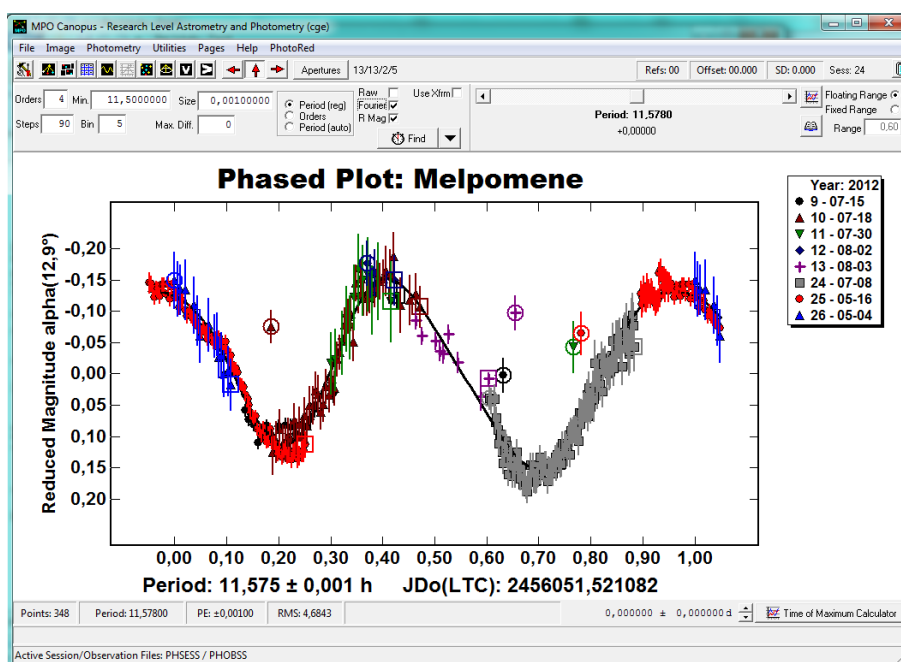 MPO Canopus - Research Level Astrometry and Photometry (cge)
File Image Photometry Utilities Pages Help PhotoRed
Apertures 13/13/2/5 Refs: 00 Offset: 00.000 SD: 0.000 Sess: 24
Orders 4 Min. 11,5000000 Size 0,00100000
Steps 90 Bin 5 Max. Diff. 0
Period (reg)
Orders
Period (auto)
Raw Use Xfrm
Fourier
R Mag
Find
Period: 11,5780
+0,00000
Floating Range
Fixed Range
Range 0,60
Phased Plot: Melpomene
Reduced Magnitude alpha(12,9°)
-0,20
-0,15
-0,10
-0,05
0,00
0,05
0,10
0,15
0,20
0,00 0,10 0,20 0,30 0,40 0,50 0,60 0,70 0,80 0,90 1,00
Period: 11,575 ± 0,001 h JDo(LTC): 2456051,521082
Year: 2012
9 - 07-15
10 - 07-18
11 - 07-30
12 - 08-02
13 - 08-03
24 - 07-08
25 - 05-16
26 - 05-04
Points: 348 Period: 11,57800 PE: ±0,00100 RMS: 4,6843 0,000000 ± 0,000000 d Time of Maximum Calculator
Active Session/Observation Files: PHSESS / PHOBSS